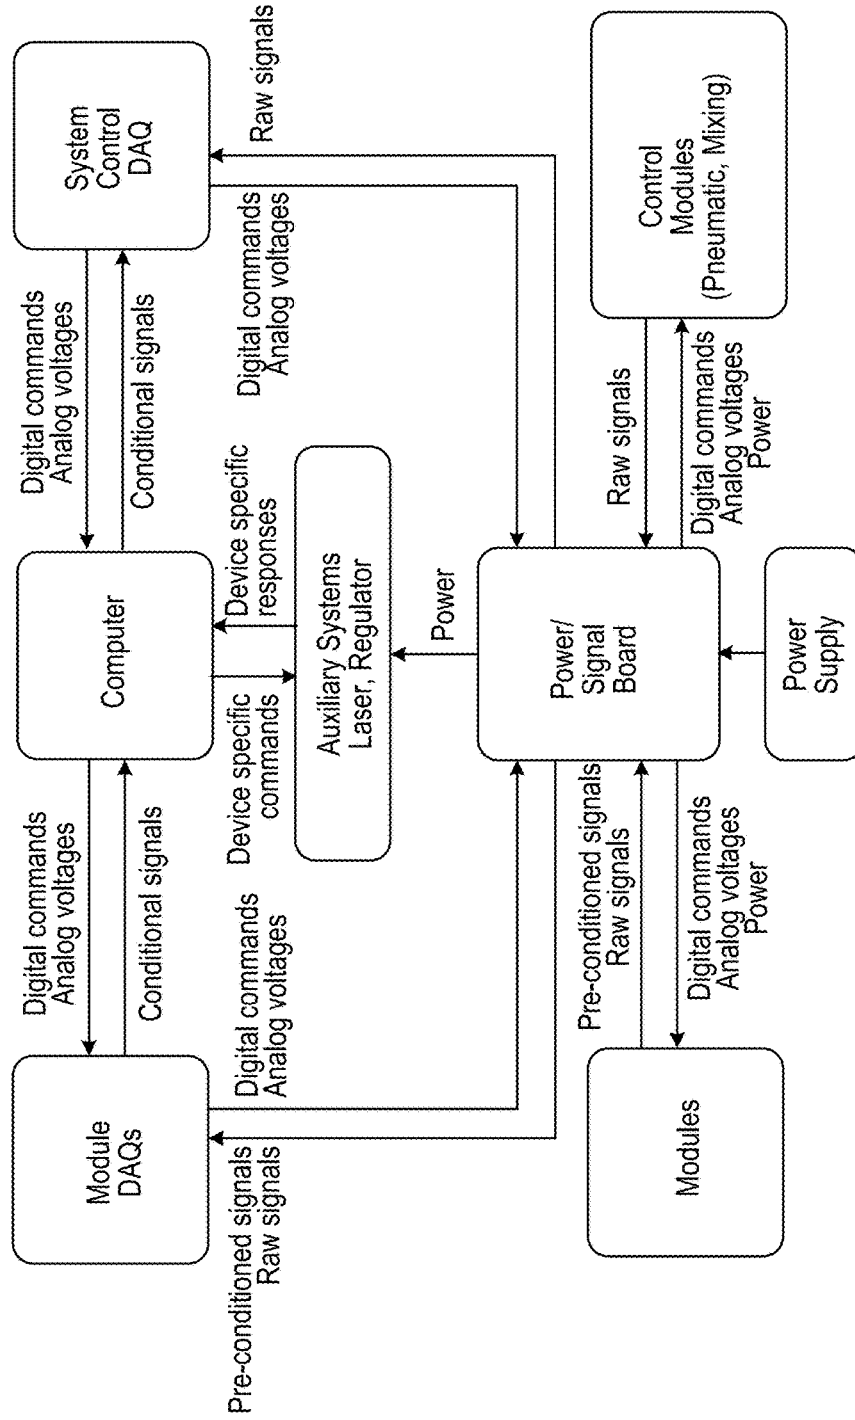 Module
DAQs
Digital commands
Analog voltages
Conditional signals
Computer
Digital commands
Analog voltages
Conditional signals
System
Control
DAQ
Pre-conditioned signals
Raw signals
Digital commands
Analog voltages
Device specific
commands
Device specific
responses
Digital commands
Analog voltages
Raw signals
Auxiliary Systems
Laser, Regulator
Power
Modules
Pre-conditioned signals
Raw signals
Digital commands
Analog voltages
Power
Power/
Signal
Board
Raw signals
Digital commands
Analog voltages
Power
Control
Modules
(Pneumatic, Mixing)
Power
Supply